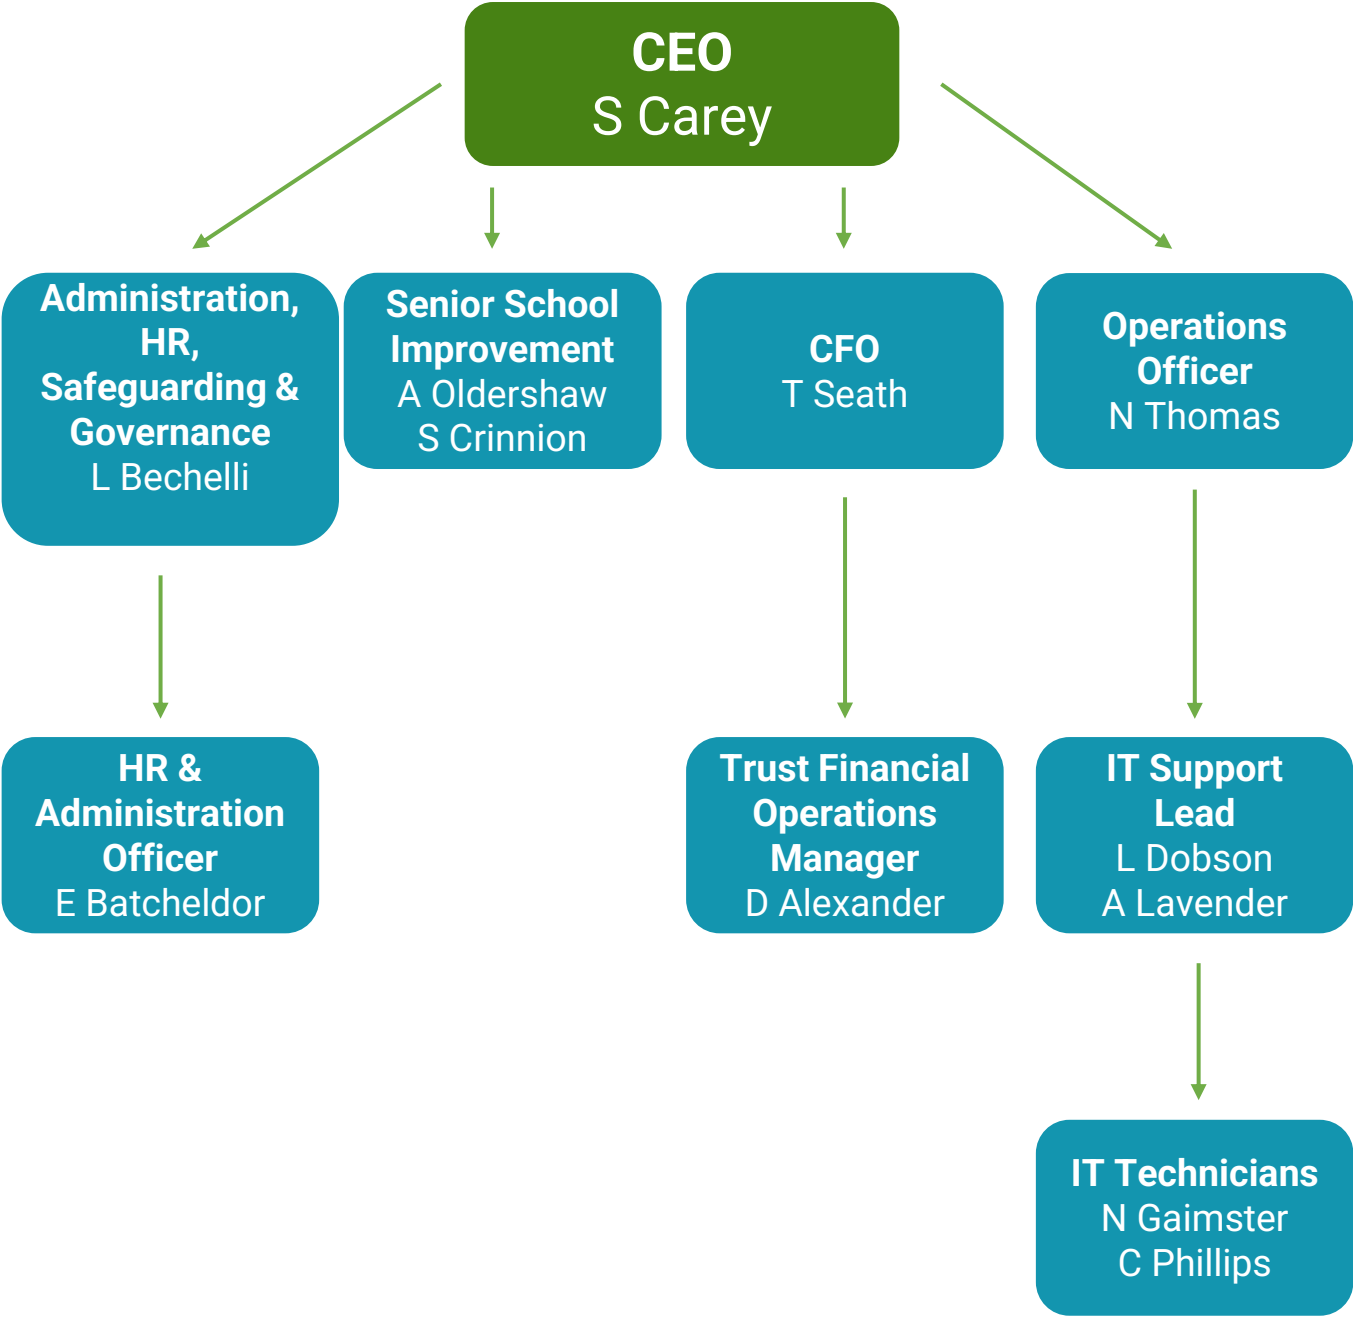 CEO
S Carey
Administration,
HR,
Safeguarding &
Governance
L Bechelli
Senior School
Improvement
A Oldershaw
S Crinnion
CFO
T Seath
Operations
Officer
N Thomas
HR &
Administration
Officer
E Batcheldor
Trust Financial
Operations
Manager
D Alexander
IT Support
Lead
L Dobson
A Lavender
IT Technicians
N Gaimster
C Phillips